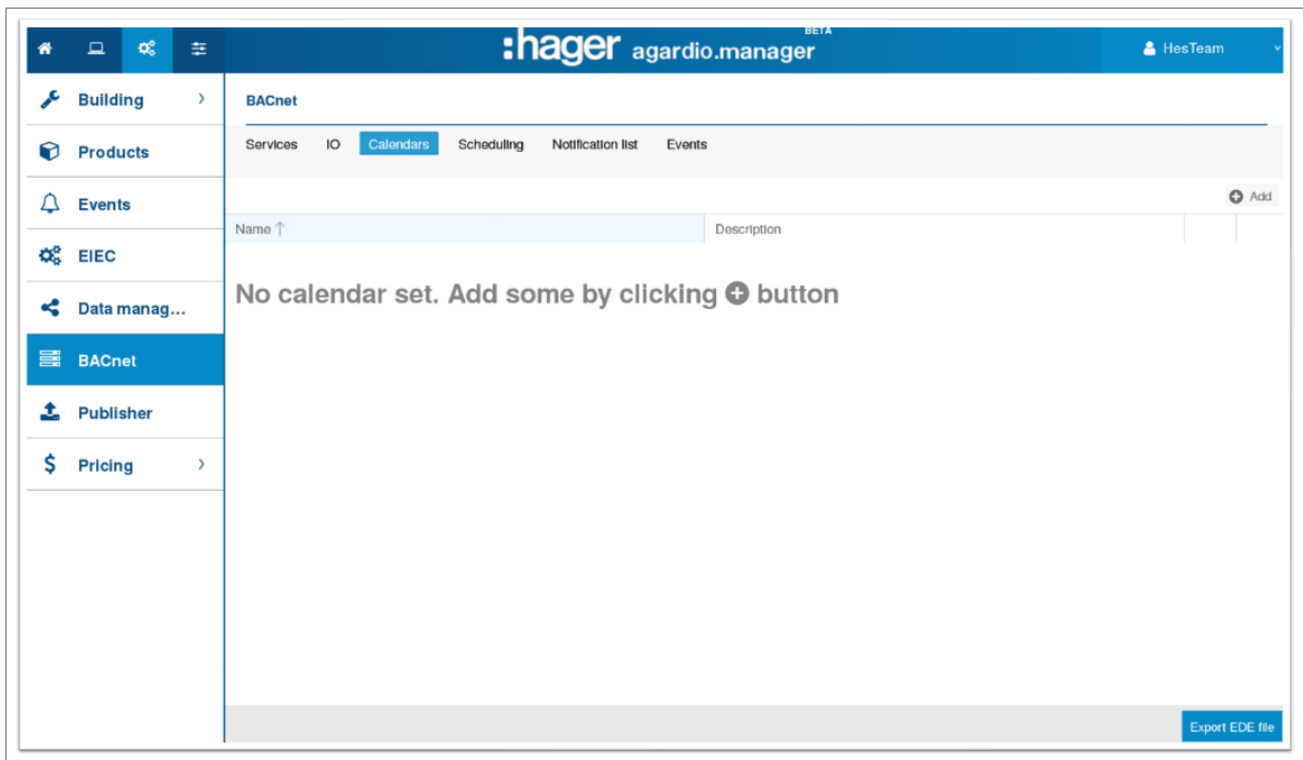 BETA
:hager agardio.manager
HesTeam
Building
Products
Events
EIEC
Data manag...
BACnet
Publisher
$ Pricing
BACnet
Services IO Calendars Scheduling Notification list Events
Add
Name ↑ Description
No calendar set. Add some by clicking + button
Export EDE file